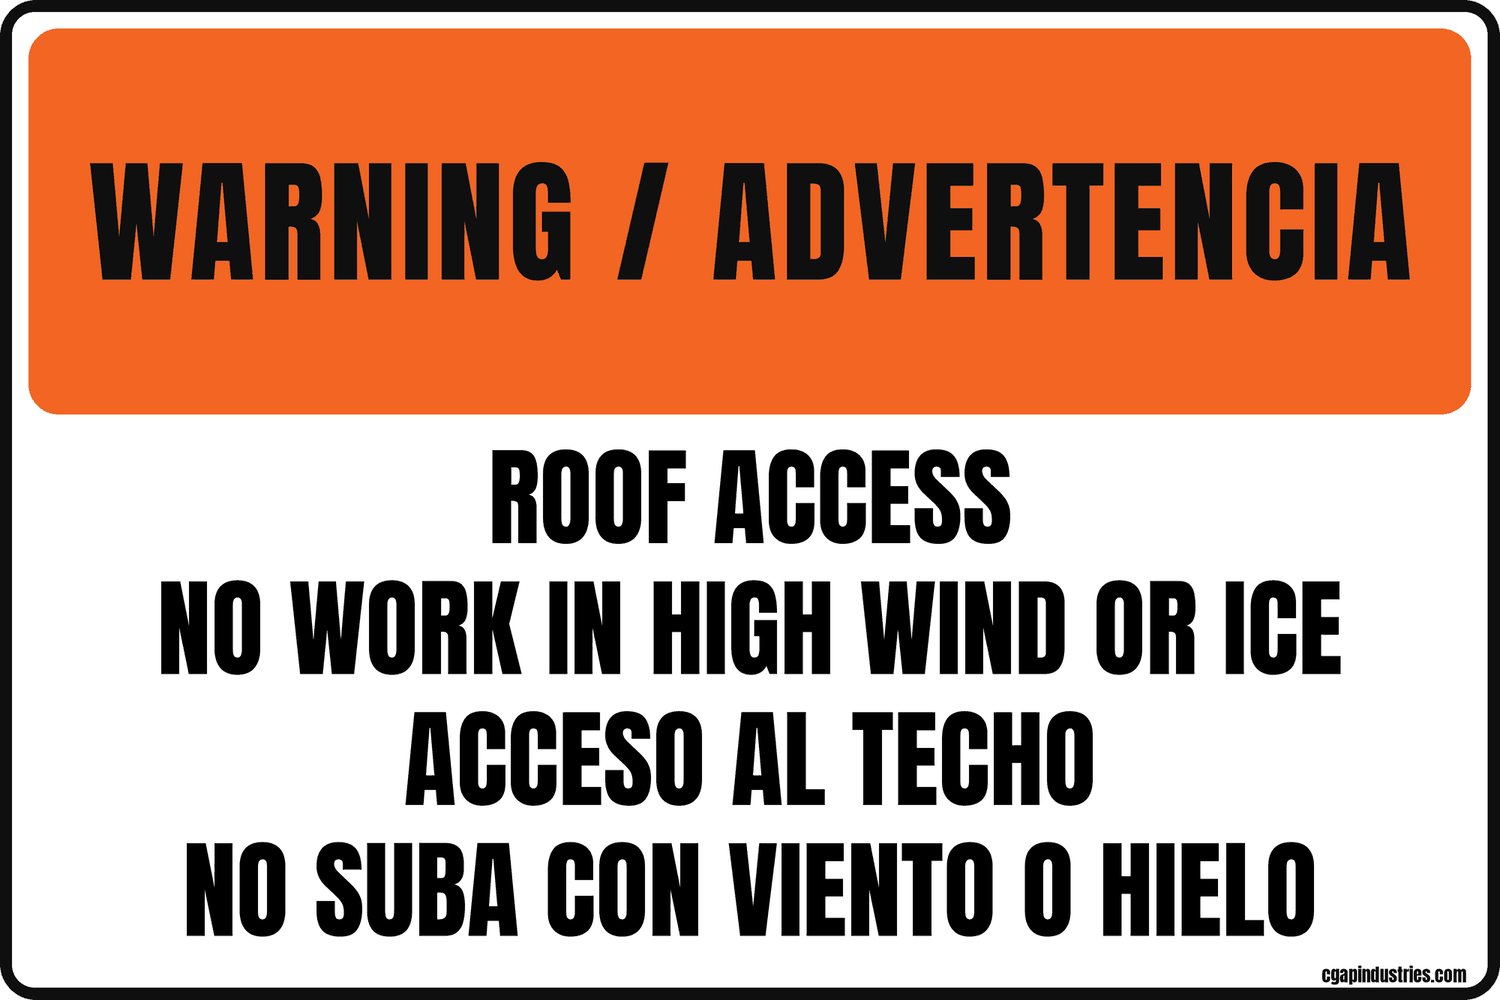 WARNING / ADVERTENCIA
ROOF ACCESS
NO WORK IN HIGH WIND OR ICE
ACCESO AL TECHO
NO SUBA CON VIENTO O HIELO
cgapindustries.com